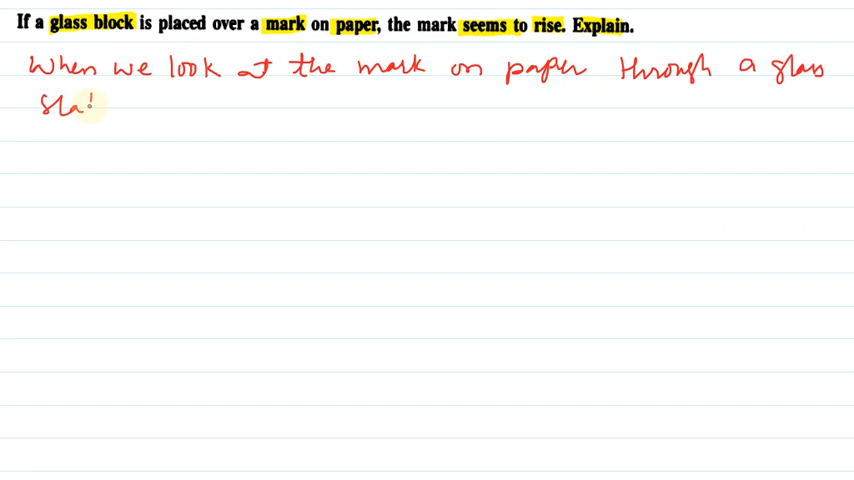 If a glass block is placed over a mark on paper, the mark seems to rise. Explain.
When we look at the mark on paper through a glass
sla